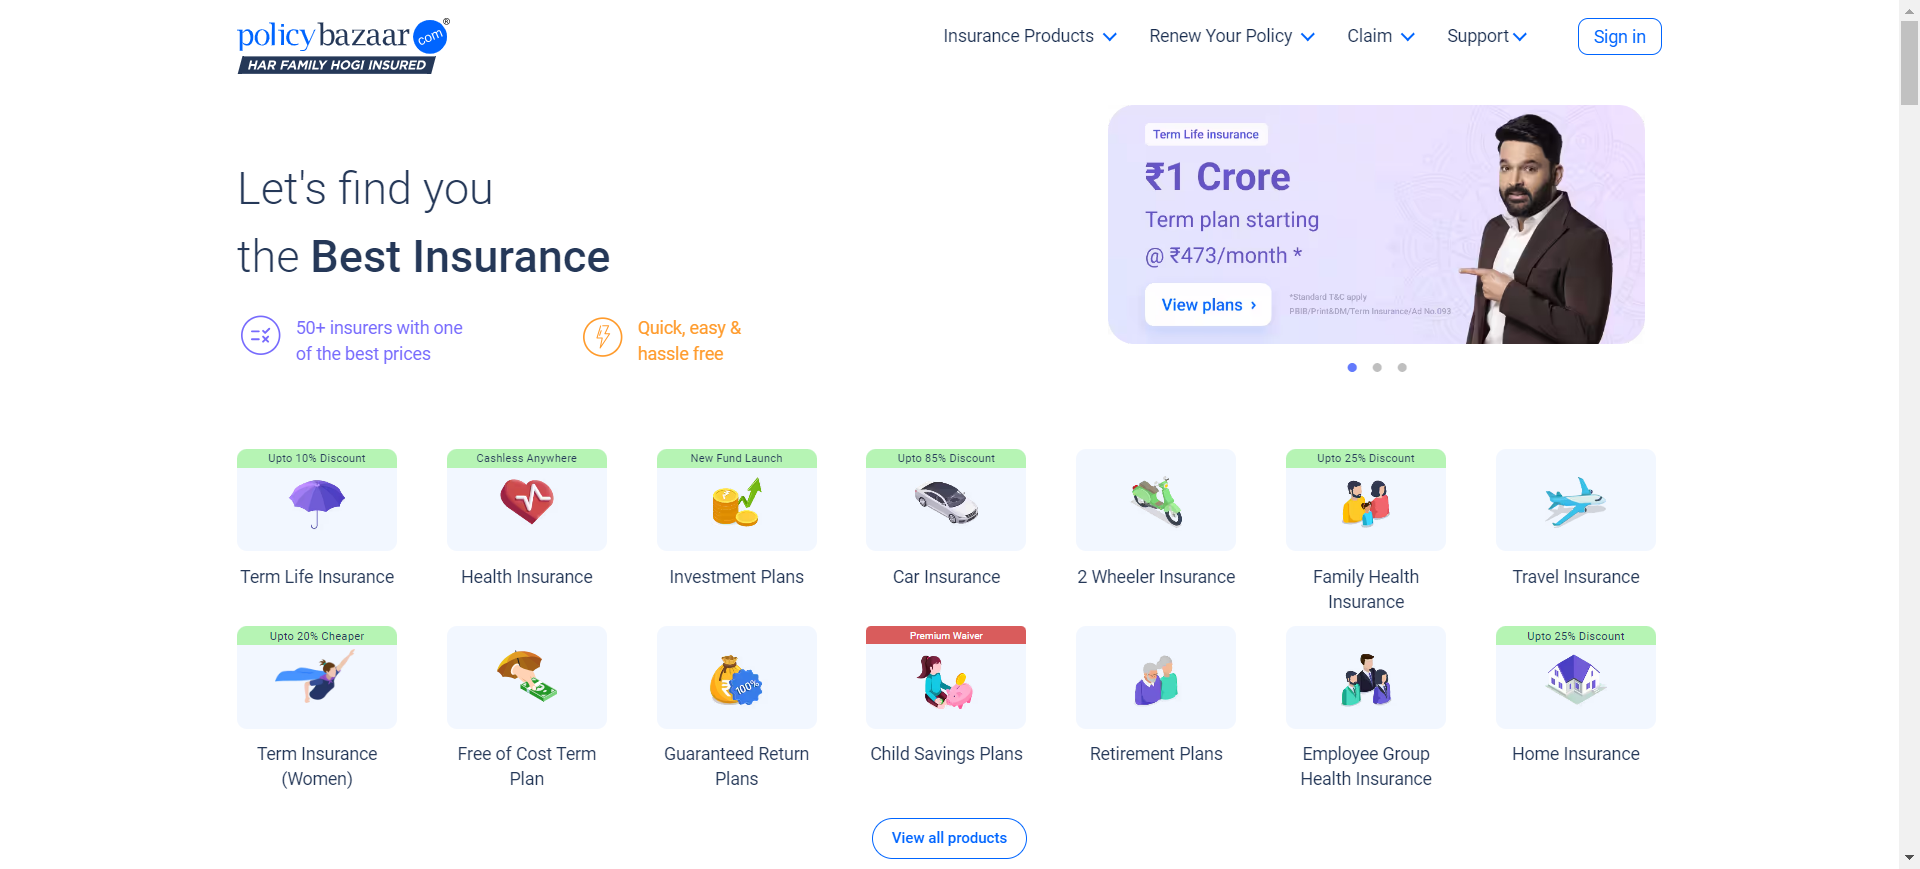 policybazaar com ®
HAR FAMILY HOGI INSURED
Insurance Products
Renew Your Policy
Claim
Support
Sign in
Let's find you
the Best Insurance
50+ insurers with one
of the best prices
Quick, easy &
hassle free
Term Life insurance
₹1 Crore
Term plan starting
@ ₹473/month *
View plans ›
*Standard T&C apply
PBIB/Print&DM/Term Insurance/Ad No.093
Upto 10% Discount
Term Life Insurance
Cashless Anywhere
Health Insurance
New Fund Launch
Investment Plans
Upto 85% Discount
Car Insurance
2 Wheeler Insurance
Upto 25% Discount
Family Health
Insurance
Travel Insurance
Upto 20% Cheaper
Term Insurance
(Women)
Free of Cost Term
Plan
₹ 100%
Guaranteed Return
Plans
Premium Waiver
Child Savings Plans
Retirement Plans
Employee Group
Health Insurance
Upto 25% Discount
Home Insurance
View all products